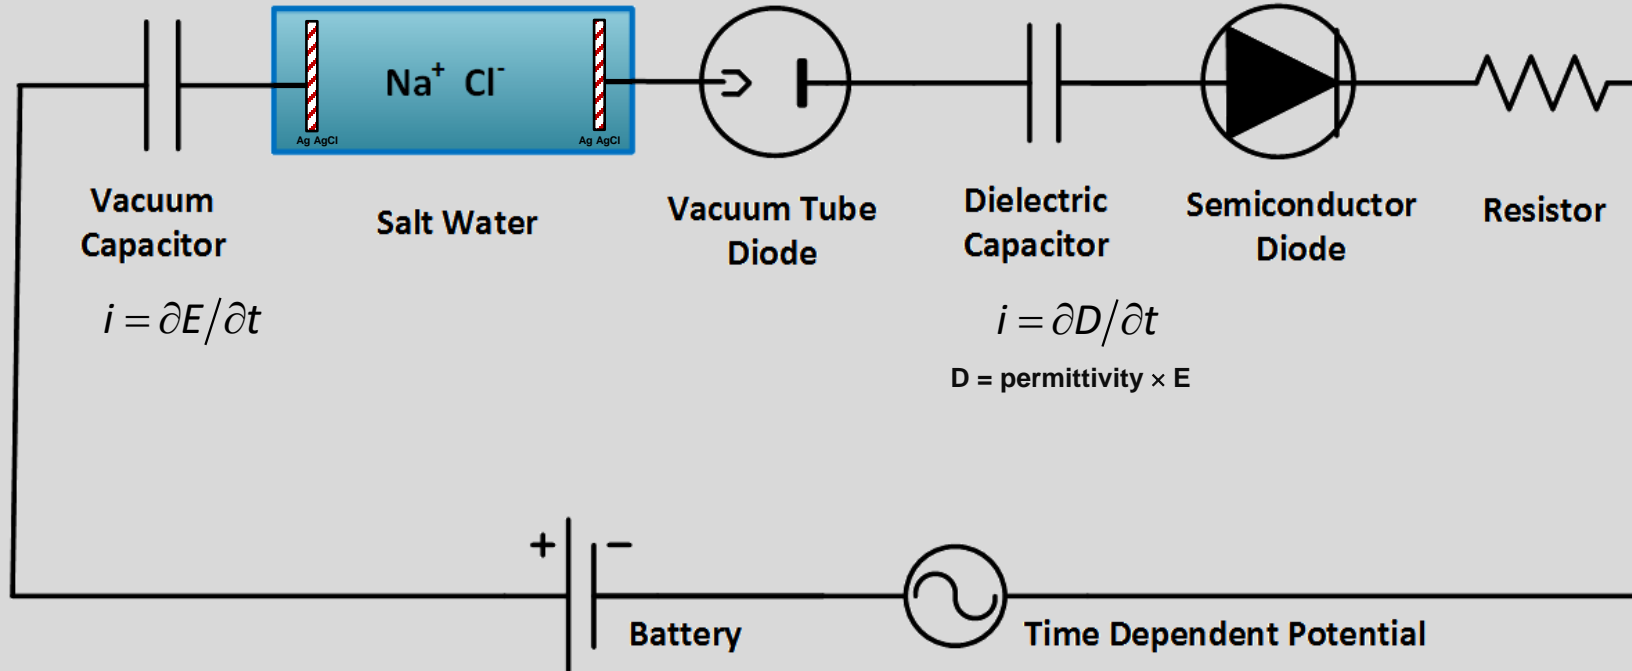 Na⁺ Cl⁻
Ag AgCl
Ag AgCl
Vacuum
Capacitor
Salt Water
Vacuum Tube
Diode
Dielectric
Capacitor
Semiconductor
Diode
Resistor
i = ∂E/∂t
i = ∂D/∂t
D = permittivity × E
+ −
Battery
Time Dependent Potential